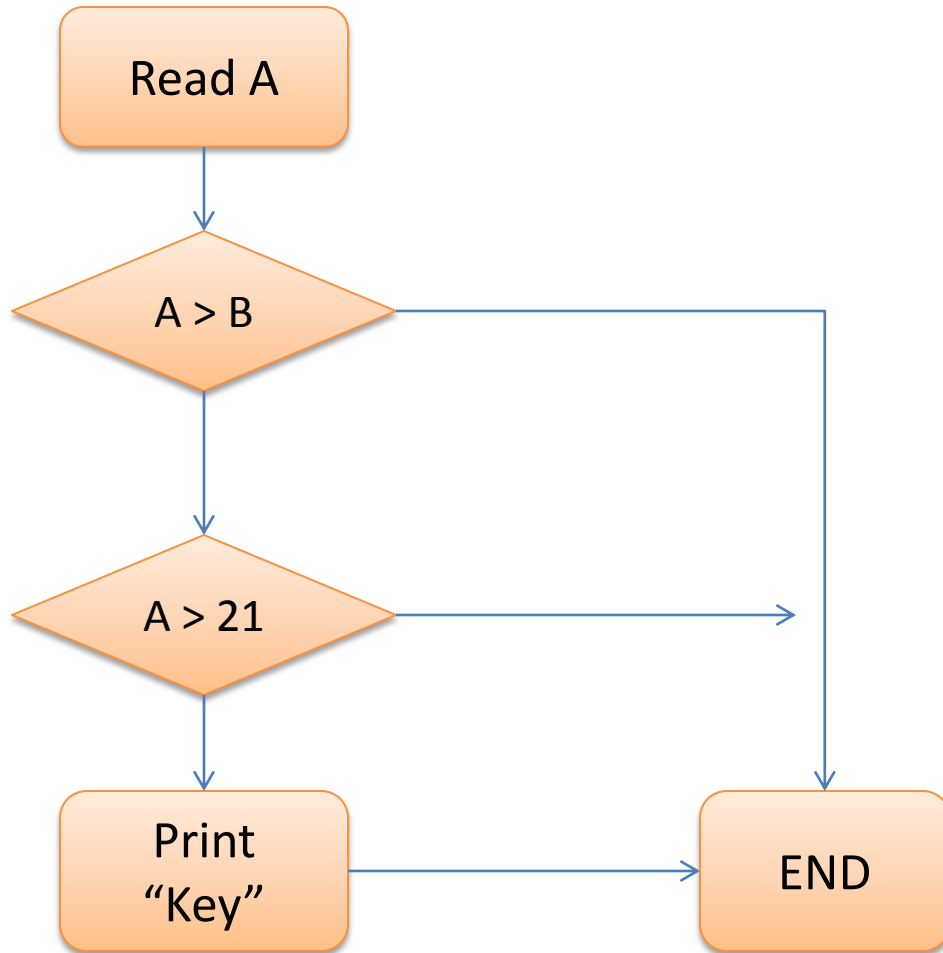 Read A
A > B
A > 21
Print
“Key”
END